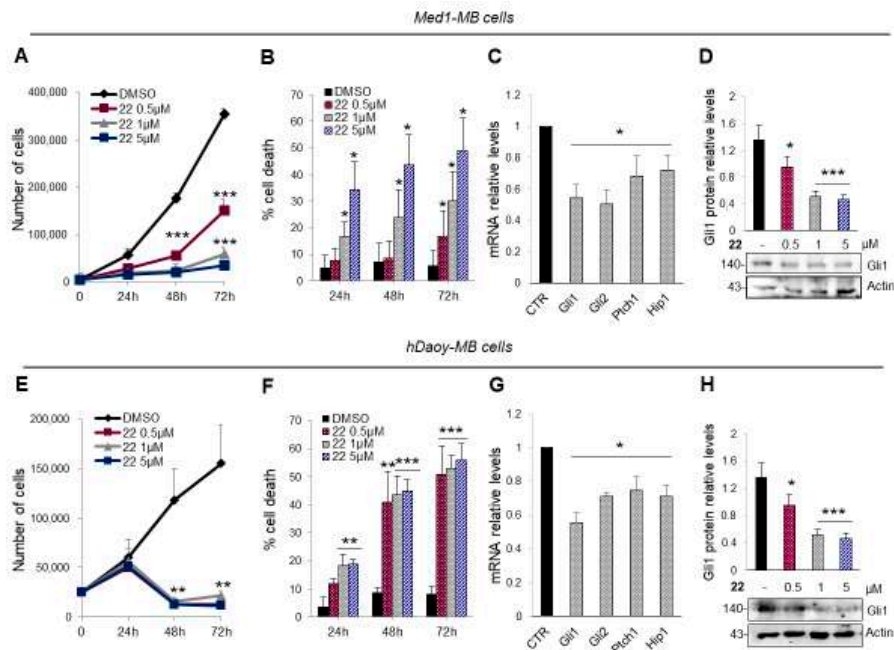 Med1-MB cells
A
DMSO
22 0.5µM
22 1µM
22 5µM
Number of cells
400,000
300,000
200,000
100,000
0
***
***
***
0 24h 48h 72h
B
DMSO
22 0.5µM
22 1µM
22 5µM
% cell death
70
60
50
40
30
20
10
0
* * * * * * *
24h 48h 72h
C
mRNA relative levels
1.2
1
0.8
0.6
0.4
0.2
0
*
CTR Gli1 Gli2 Ptch1 Hip1
D
Gli1 protein relative levels
2
1.6
1.2
0.8
0.4
0
*
***
22 - 0.5 1 5 µM
140- Gli1
43- Actin
hDaoy-MB cells
E
DMSO
22 0.5µM
22 1µM
22 5µM
Number of cells
200,000
150,000
100,000
50,000
0
** **
0 24h 48h 72h
F
DMSO
22 0.5µM
22 1µM
22 5µM
% cell death
70
60
50
40
30
20
10
0
** ** *** ***
24h 48h 72h
G
mRNA relative levels
1.2
1
0.8
0.6
0.4
0.2
0
*
CTR Gli1 Gli2 Ptch1 Hip1
H
Gli1 protein relative levels
2
1.6
1.2
0.8
0.4
0
*
***
22 - 0.5 1 5 µM
140- Gli1
43- Actin